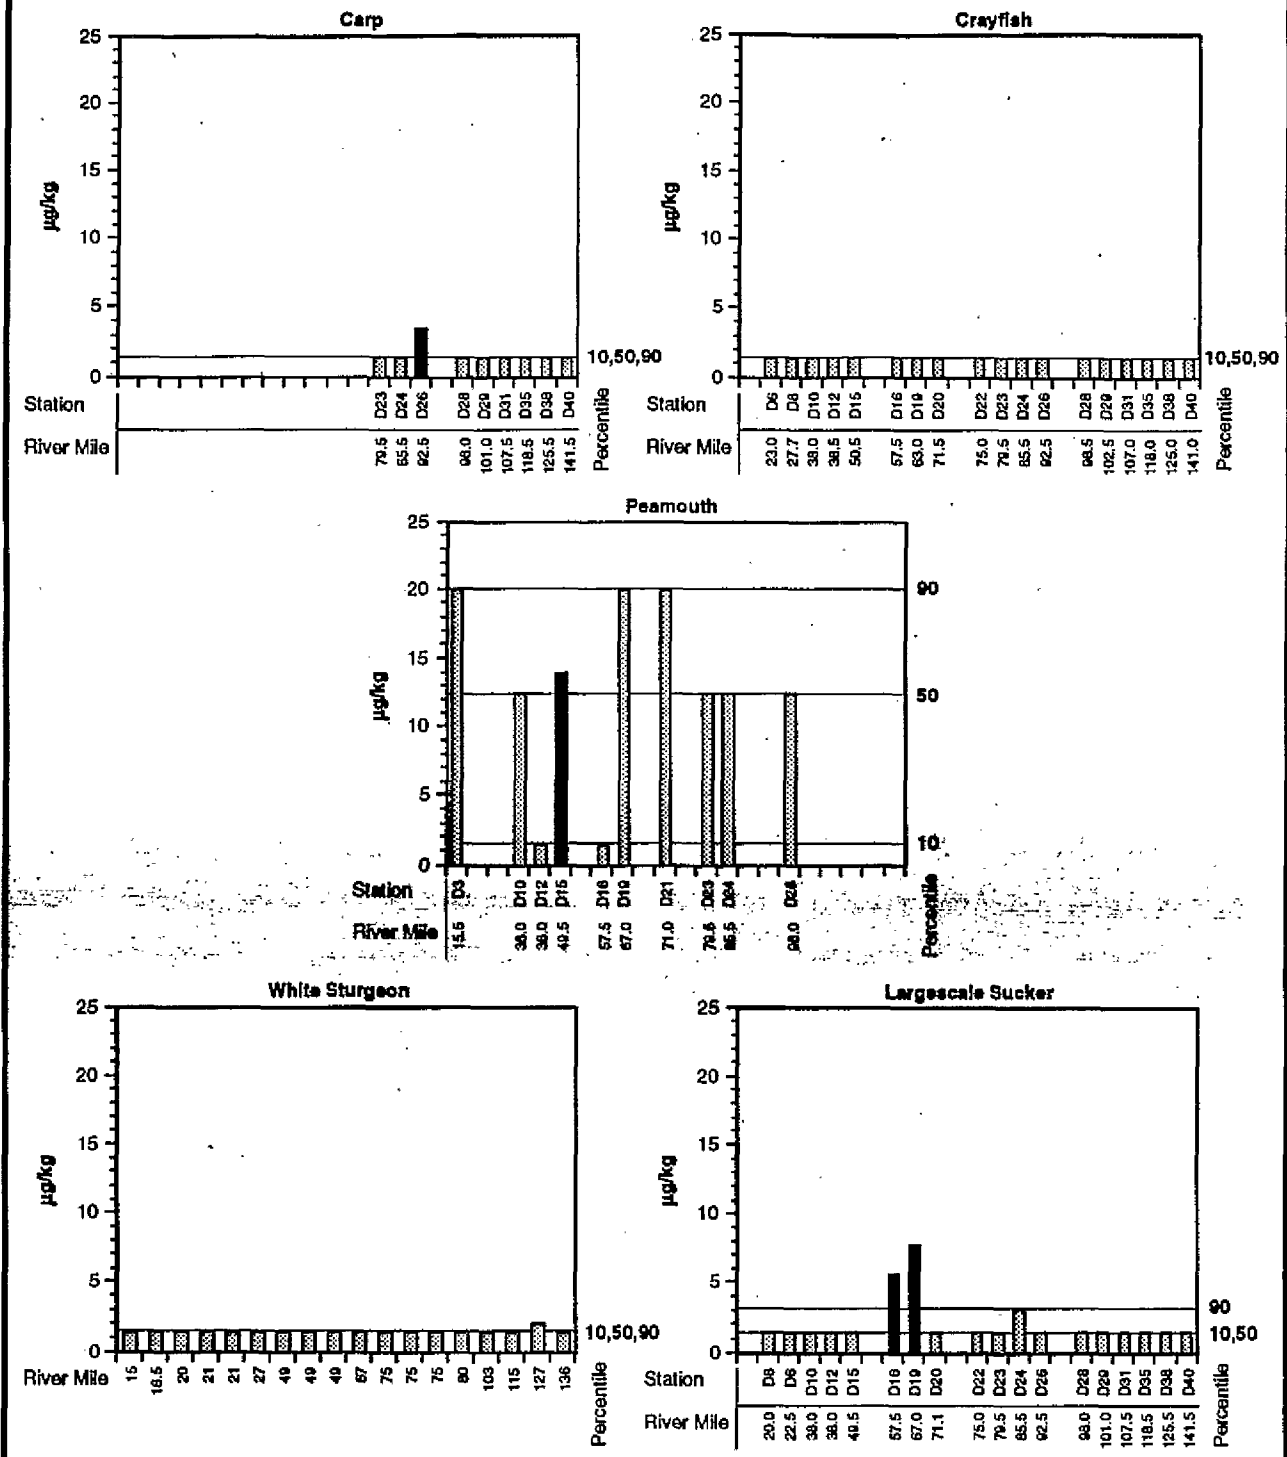 Carp
25
20
15
10
5
0
µg/kg
10,50,90
Percentile
Station D23 D24 D26 D28 D29 D31 D35 D38 D40
River Mile 79.5 65.5 92.5 98.0 101.0 107.5 118.5 125.5 141.5
Crayfish
25
20
15
10
5
0
µg/kg
10,50,90
Percentile
Station D6 D8 D10 D12 D15 D16 D19 D20 D22 D23 D24 D26 D28 D29 D31 D35 D38 D40
River Mile 23.0 27.7 38.0 38.5 50.5 57.5 63.0 71.5 75.0 79.5 85.5 92.5 98.5 102.5 107.0 118.0 125.0 141.0
Peamouth
25
20
15
10
5
0
µg/kg
90
50
10
Percentile
Station D3 D10 D12 D15 D16 D19 D21 D23 D24 D28
River Mile 15.5 36.0 38.0 49.5 57.5 67.0 71.0 79.5 85.5 98.0
White Sturgeon
25
20
15
10
5
0
µg/kg
10,50,90
Percentile
River Mile 15 18.5 20 21 21 27 49 49 49 67 75 75 75 80 103 115 127 136
Largescale Sucker
25
20
15
10
5
0
µg/kg
90
10,50
Percentile
Station D8 D6 D10 D12 D15 D16 D19 D20 D22 D23 D24 D26 D28 D29 D31 D35 D38 D40
River Mile 20.0 22.5 38.0 38.0 49.5 57.5 67.0 71.1 75.0 79.5 85.5 92.5 98.0 101.0 107.5 118.5 125.5 141.5